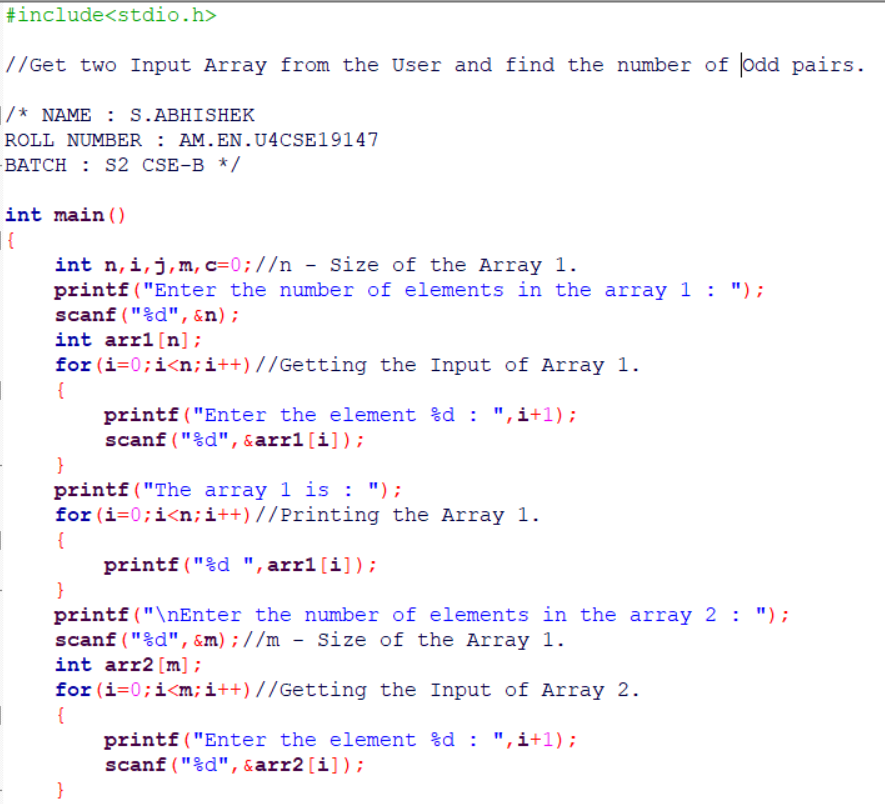 #include<stdio.h>
//Get two Input Array from the User and find the number of Odd pairs.
/* NAME : S.ABHISHEK
ROLL NUMBER : AM.EN.U4CSE19147
BATCH : S2 CSE-B */
int main()
{
    int n,i,j,m,c=0;//n - Size of the Array 1.
    printf("Enter the number of elements in the array 1 : ");
    scanf("%d",&n);
    int arr1[n];
    for(i=0;i<n;i++)//Getting the Input of Array 1.
    {
        printf("Enter the element %d : ",i+1);
        scanf("%d",&arr1[i]);
    }
    printf("The array 1 is : ");
    for(i=0;i<n;i++)//Printing the Array 1.
    {
        printf("%d ",arr1[i]);
    }
    printf("\nEnter the number of elements in the array 2 : ");
    scanf("%d",&m);//m - Size of the Array 1.
    int arr2[m];
    for(i=0;i<m;i++)//Getting the Input of Array 2.
    {
        printf("Enter the element %d : ",i+1);
        scanf("%d",&arr2[i]);
    }